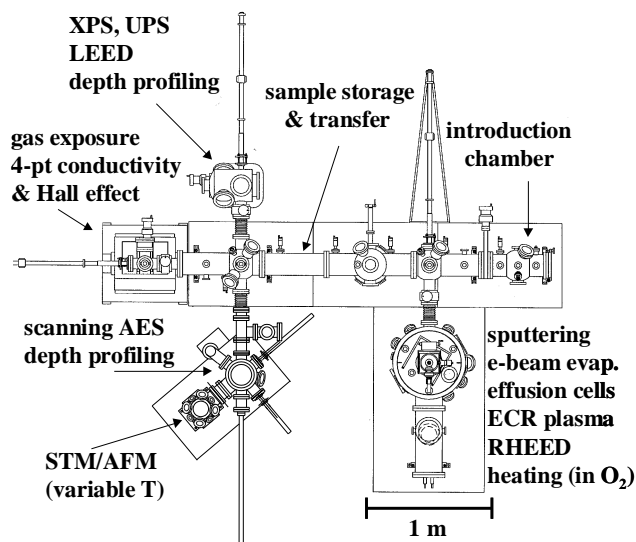 XPS, UPS
LEED
depth profiling
sample storage
& transfer
introduction
chamber
gas exposure
4-pt conductivity
& Hall effect
scanning AES
depth profiling
STM/AFM
(variable T)
sputtering
e-beam evap.
effusion cells
ECR plasma
RHEED
heating (in O₂)
1 m